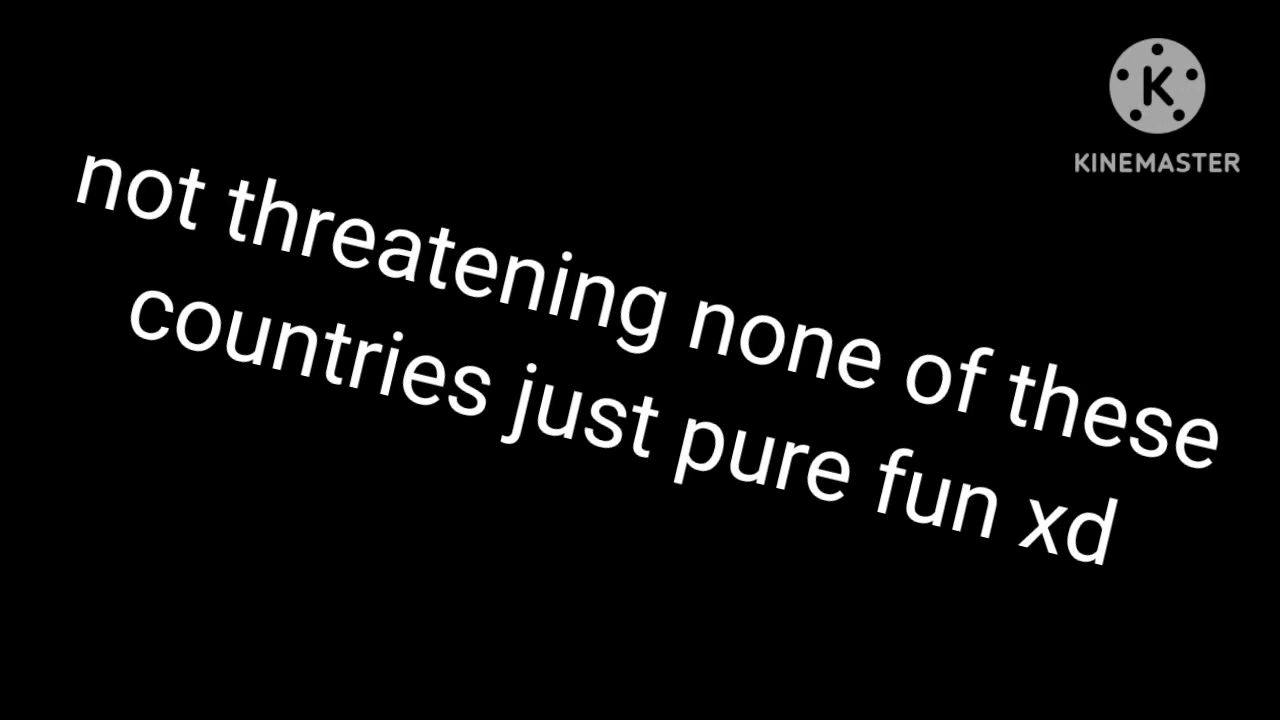 K
KINEMASTER
not threatening none of these
countries just pure fun xd